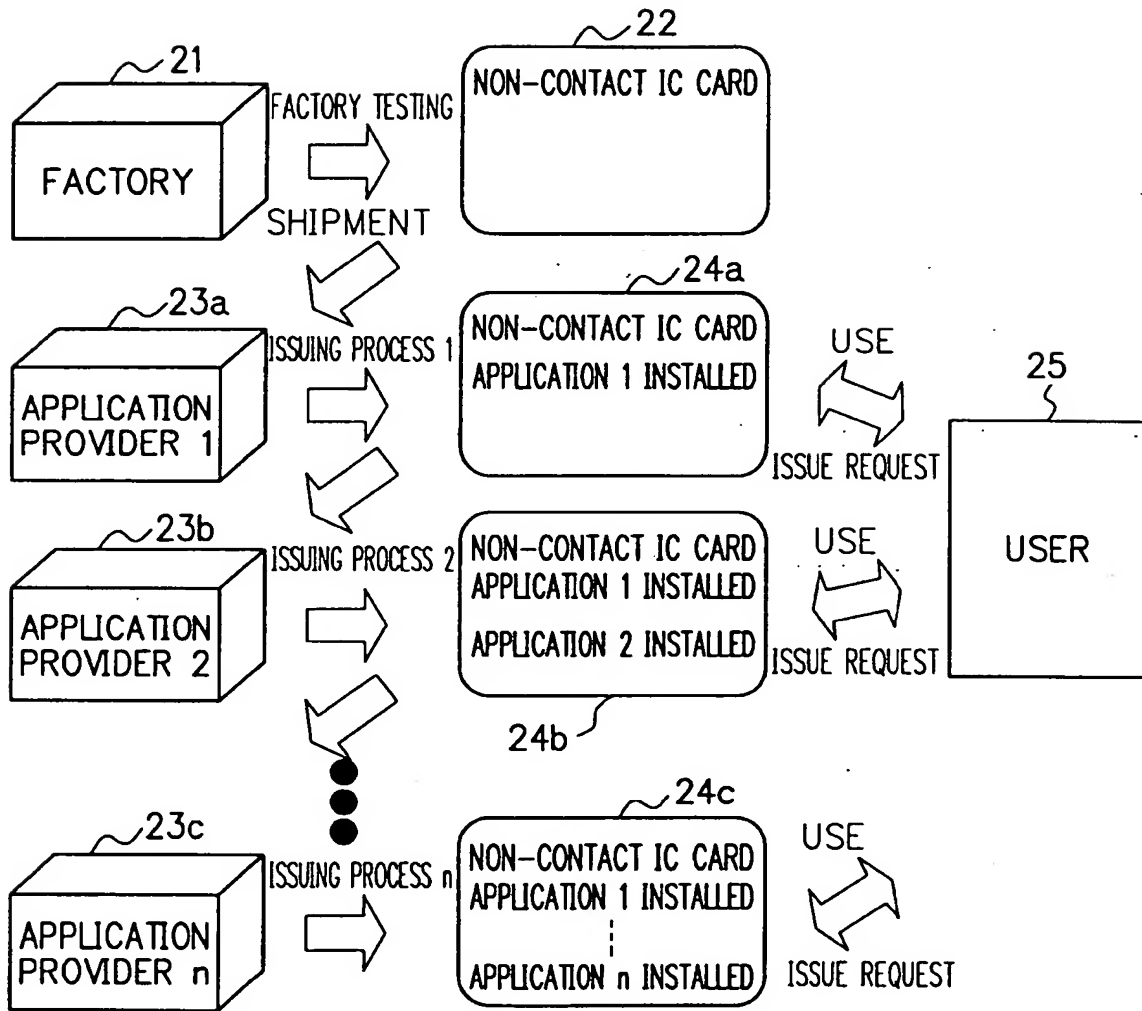 21
22
FACTORY
FACTORY TESTING
NON-CONTACT IC CARD
SHIPMENT
23a
24a
APPLICATION
PROVIDER 1
ISSUING PROCESS 1
NON-CONTACT IC CARD
APPLICATION 1 INSTALLED
USE
ISSUE REQUEST
25
USER
23b
APPLICATION
PROVIDER 2
ISSUING PROCESS 2
NON-CONTACT IC CARD
APPLICATION 1 INSTALLED
APPLICATION 2 INSTALLED
24b
USE
ISSUE REQUEST
23c
24c
APPLICATION
PROVIDER n
ISSUING PROCESS n
NON-CONTACT IC CARD
APPLICATION 1 INSTALLED
APPLICATION n INSTALLED
USE
ISSUE REQUEST